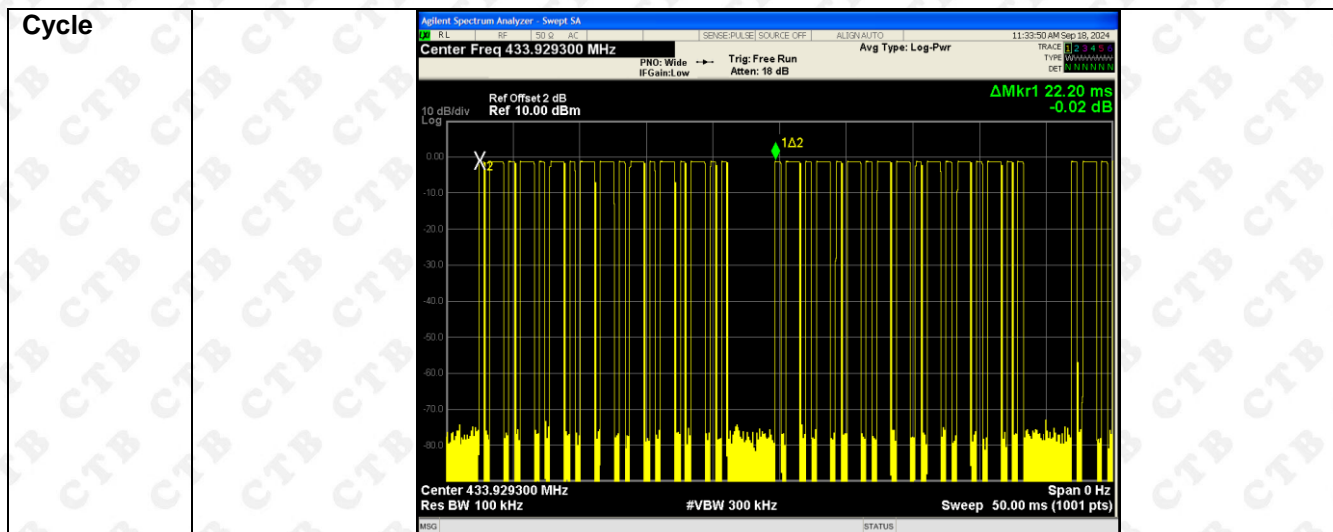 Cycle
Agilent Spectrum Analyzer - Swept SA
LXI RL RF 50 Ω AC SENSE:PULSE SOURCE OFF ALIGN AUTO 11:33:50 AM Sep 18, 2024
Center Freq 433.929300 MHz
Avg Type: Log-Pwr
TRACE 1 2 3 4 5 6
PNO: Wide Trig: Free Run
TYPE W
IFGain:Low Atten: 18 dB
DET N N N N N N
ΔMkr1 22.20 ms
-0.02 dB
Ref Offset 2 dB
10 dB/div Ref 10.00 dBm
Log
0.00
1Δ2
X2
-10.0
-20.0
-30.0
-40.0
-50.0
-60.0
-70.0
-80.0
Center 433.929300 MHz Span 0 Hz
Res BW 100 kHz #VBW 300 kHz Sweep 50.00 ms (1001 pts)
MSG STATUS
CTB